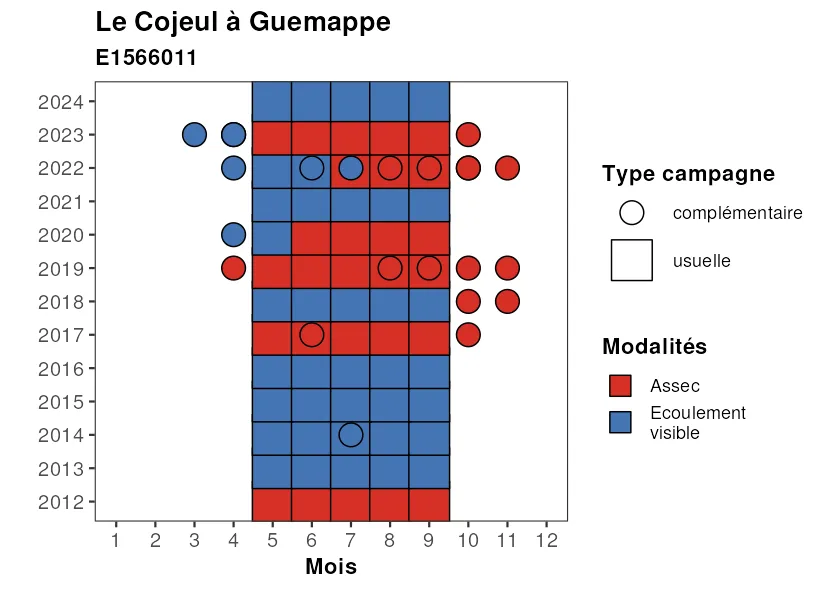 Le Cojeul à Guemappe
E1566011
2024
2023
2022
2021
2020
2019
2018
2017
2016
2015
2014
2013
2012
1 2 3 4 5 6 7 8 9 10 11 12
Mois
Type campagne
complémentaire
usuelle
Modalités
Assec
Ecoulement
visible